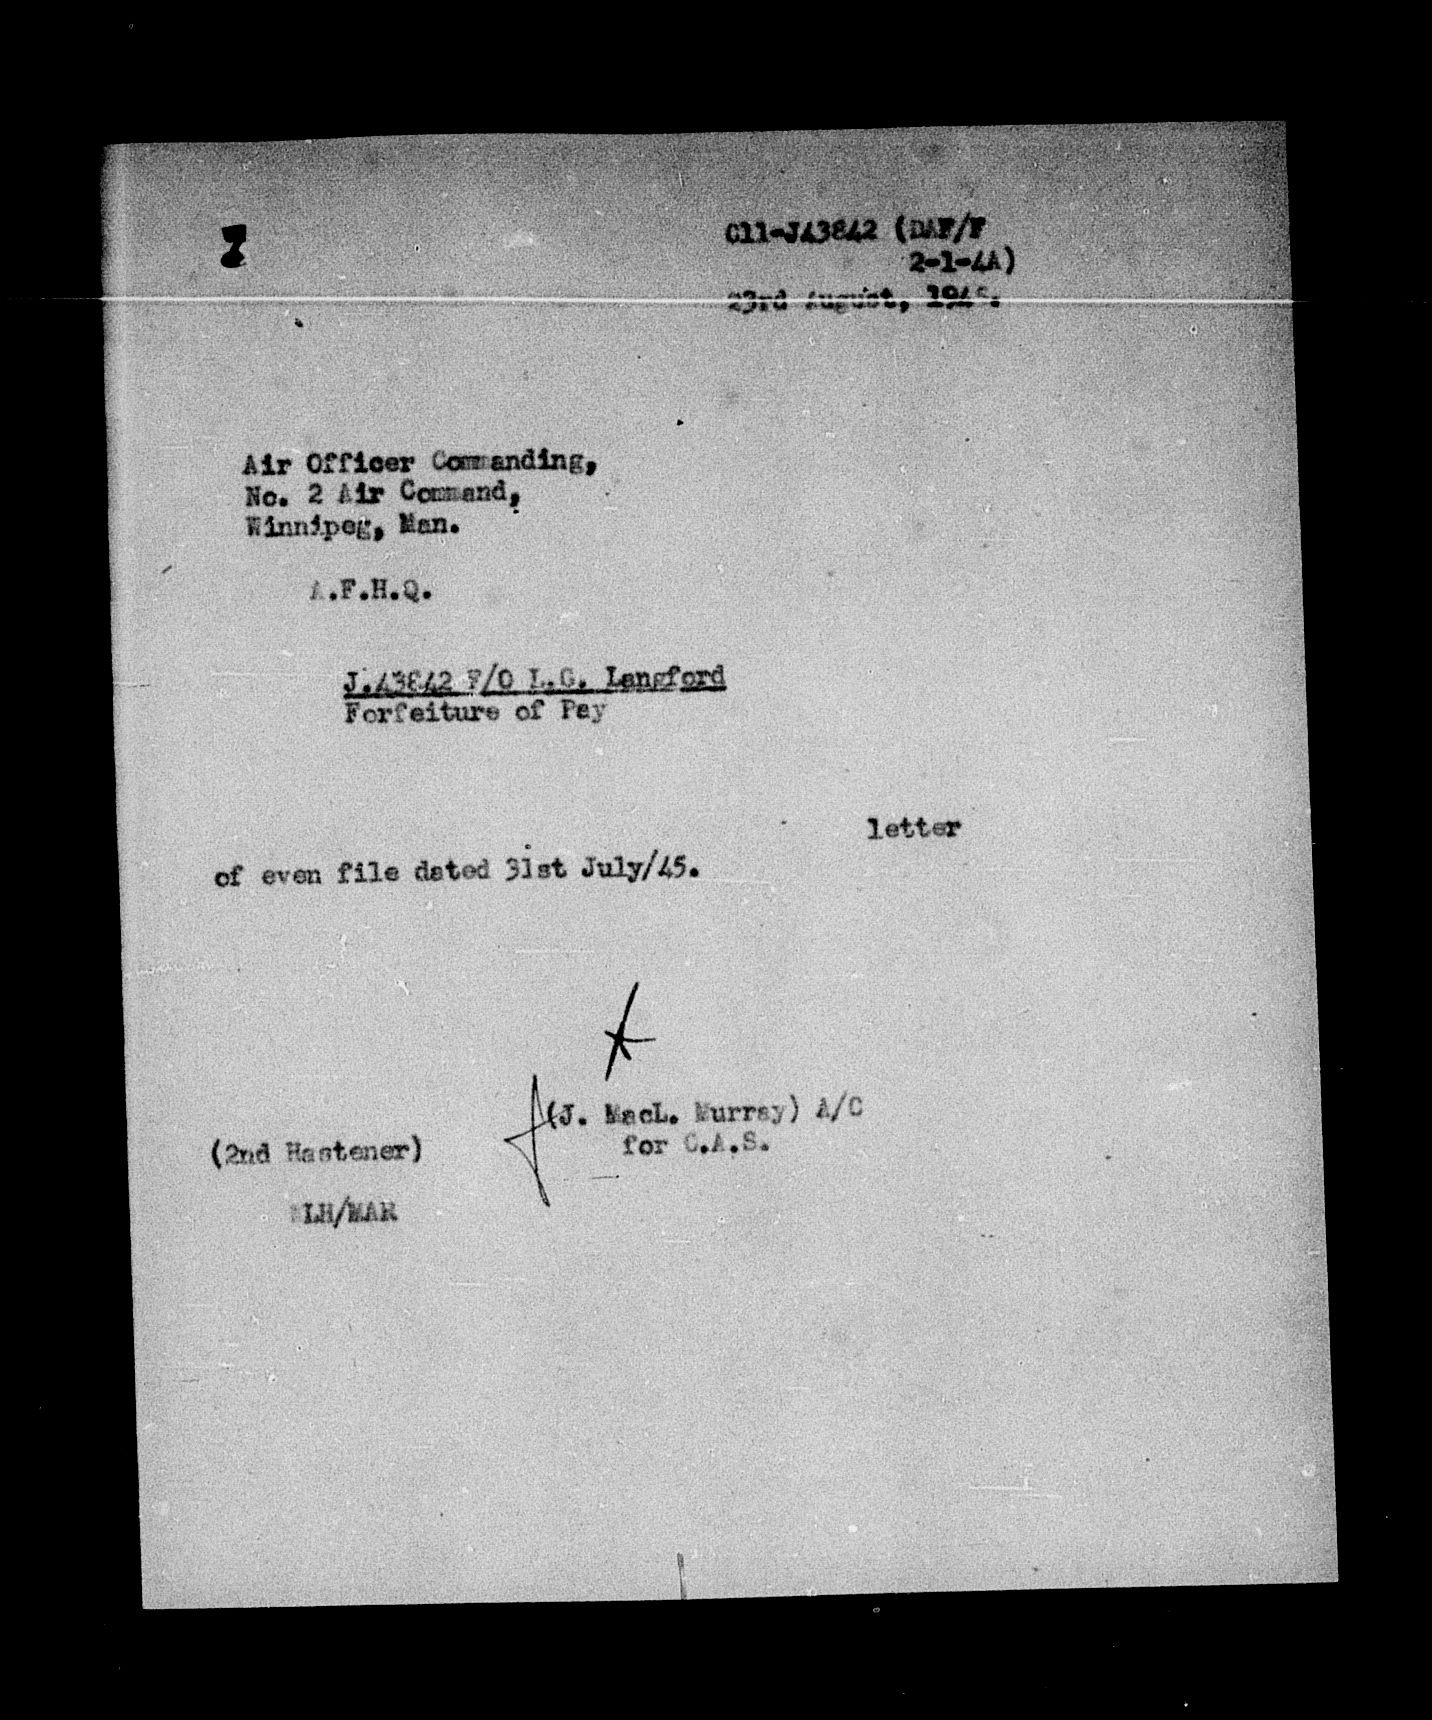 C11-J43842 (DAF/F
2-1-4A)
23rd August, 1945.
Air Officer Commanding,
No. 2 Air Command,
Winnipeg, Man.
A.F.H.Q.
J.43842 F/O L.G. Langford
Forfeiture of Pay
letter
of even file dated 31st July/45.
(J. MacL. Murray) A/C
for C.A.S.
(2nd Hastener)
LH/MAR